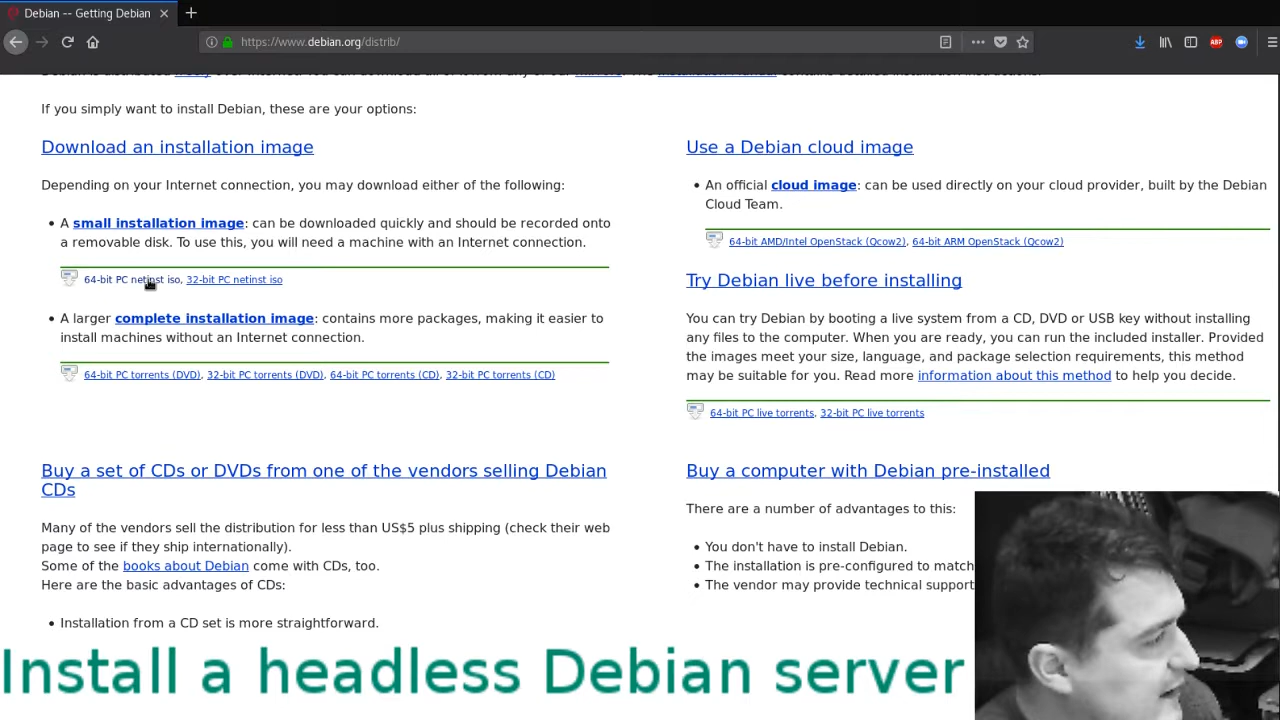 Debian -- Getting Debian
https://www.debian.org/distrib/
ABP
If you simply want to install Debian, these are your options:
Download an installation image
Depending on your Internet connection, you may download either of the following:
A small installation image: can be downloaded quickly and should be recorded onto
a removable disk. To use this, you will need a machine with an Internet connection.
64-bit PC netinst iso, 32-bit PC netinst iso
A larger complete installation image: contains more packages, making it easier to
install machines without an Internet connection.
64-bit PC torrents (DVD), 32-bit PC torrents (DVD), 64-bit PC torrents (CD), 32-bit PC torrents (CD)
Use a Debian cloud image
An official cloud image: can be used directly on your cloud provider, built by the Debian
Cloud Team.
64-bit AMD/Intel OpenStack (Qcow2), 64-bit ARM OpenStack (Qcow2)
Try Debian live before installing
You can try Debian by booting a live system from a CD, DVD or USB key without installing
any files to the computer. When you are ready, you can run the included installer. Provided
the images meet your size, language, and package selection requirements, this method
may be suitable for you. Read more information about this method to help you decide.
64-bit PC live torrents, 32-bit PC live torrents
Buy a set of CDs or DVDs from one of the vendors selling Debian
CDs
Many of the vendors sell the distribution for less than US$5 plus shipping (check their web
page to see if they ship internationally).
Some of the books about Debian come with CDs, too.
Here are the basic advantages of CDs:
Installation from a CD set is more straightforward.
Buy a computer with Debian pre-installed
There are a number of advantages to this:
You don't have to install Debian.
The installation is pre-configured to match
The vendor may provide technical support
Install a headless Debian server